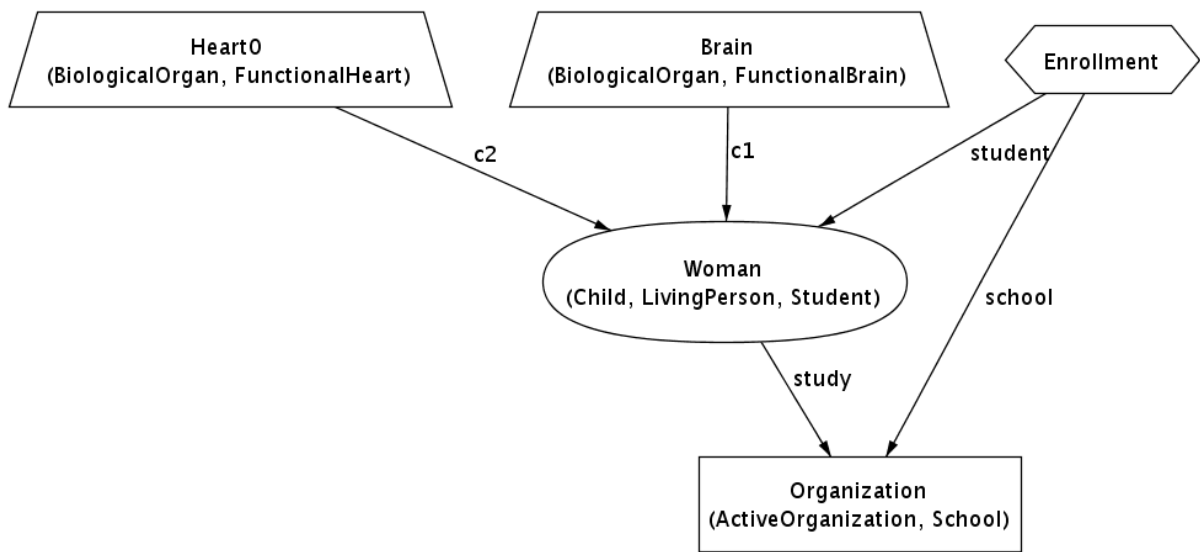 Heart0
(BiologicalOrgan, FunctionalHeart)
Brain
(BiologicalOrgan, FunctionalBrain)
Enrollment
c2
c1
student
Woman
(Child, LivingPerson, Student)
school
study
Organization
(ActiveOrganization, School)